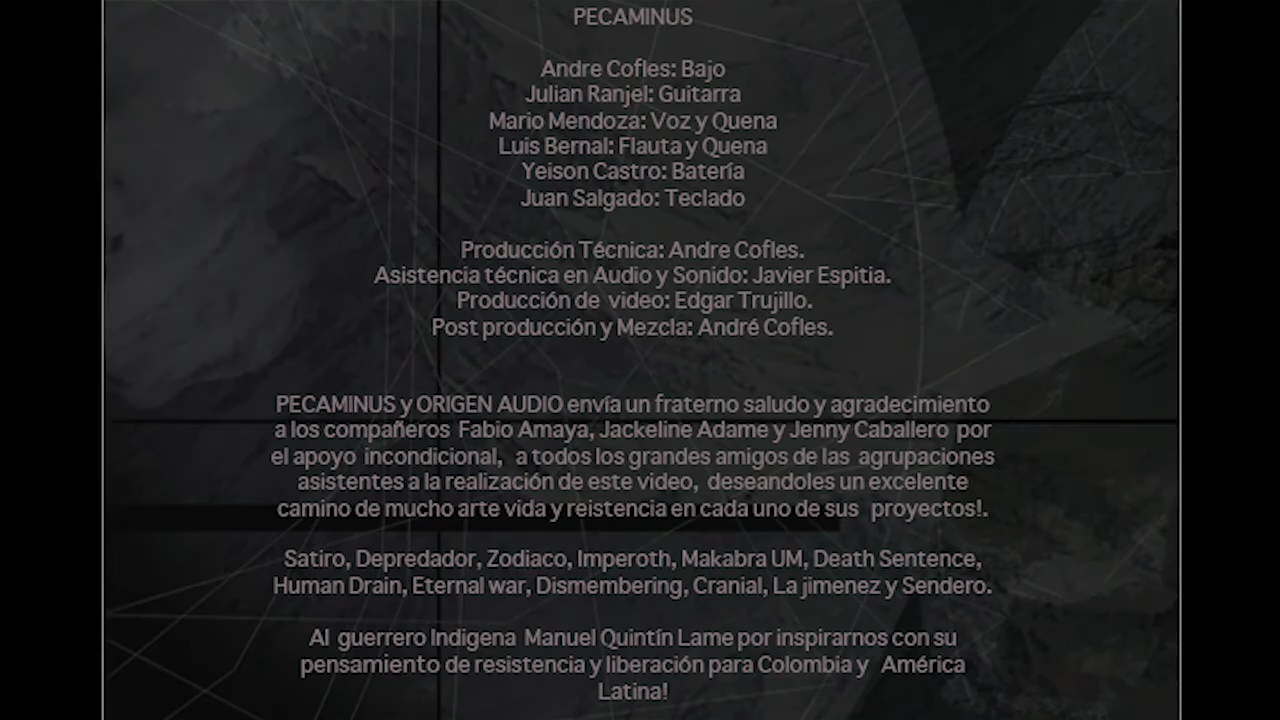 PECAMINUS
Andre Cofles: Bajo
Julian Ranjel: Guitarra
Mario Mendoza: Voz y Quena
Luis Bernal: Flauta y Quena
Yeison Castro: Batería
Juan Salgado: Teclado
Producción Técnica: Andre Cofles.
Asistencia técnica en Audio y Sonido: Javier Espitia.
Producción de video: Edgar Trujillo.
Post producción y Mezcla: André Cofles.
PECAMINUS y ORIGEN AUDIO envía un fraterno saludo y agradecimiento
a los compañeros Fabio Amaya, Jackeline Adame y Jenny Caballero por
el apoyo incondicional, a todos los grandes amigos de las agrupaciones
asistentes a la realización de este video, deseandoles un excelente
camino de mucho arte vida y reistencia en cada uno de sus proyectos!.
Satiro, Depredador, Zodiaco, Imperoth, Makabra UM, Death Sentence,
Human Drain, Eternal war, Dismembering, Cranial, La jimenez y Sendero.
Al guerrero Indigena Manuel Quintín Lame por inspirarnos con su
pensamiento de resistencia y liberación para Colombia y América
Latina!